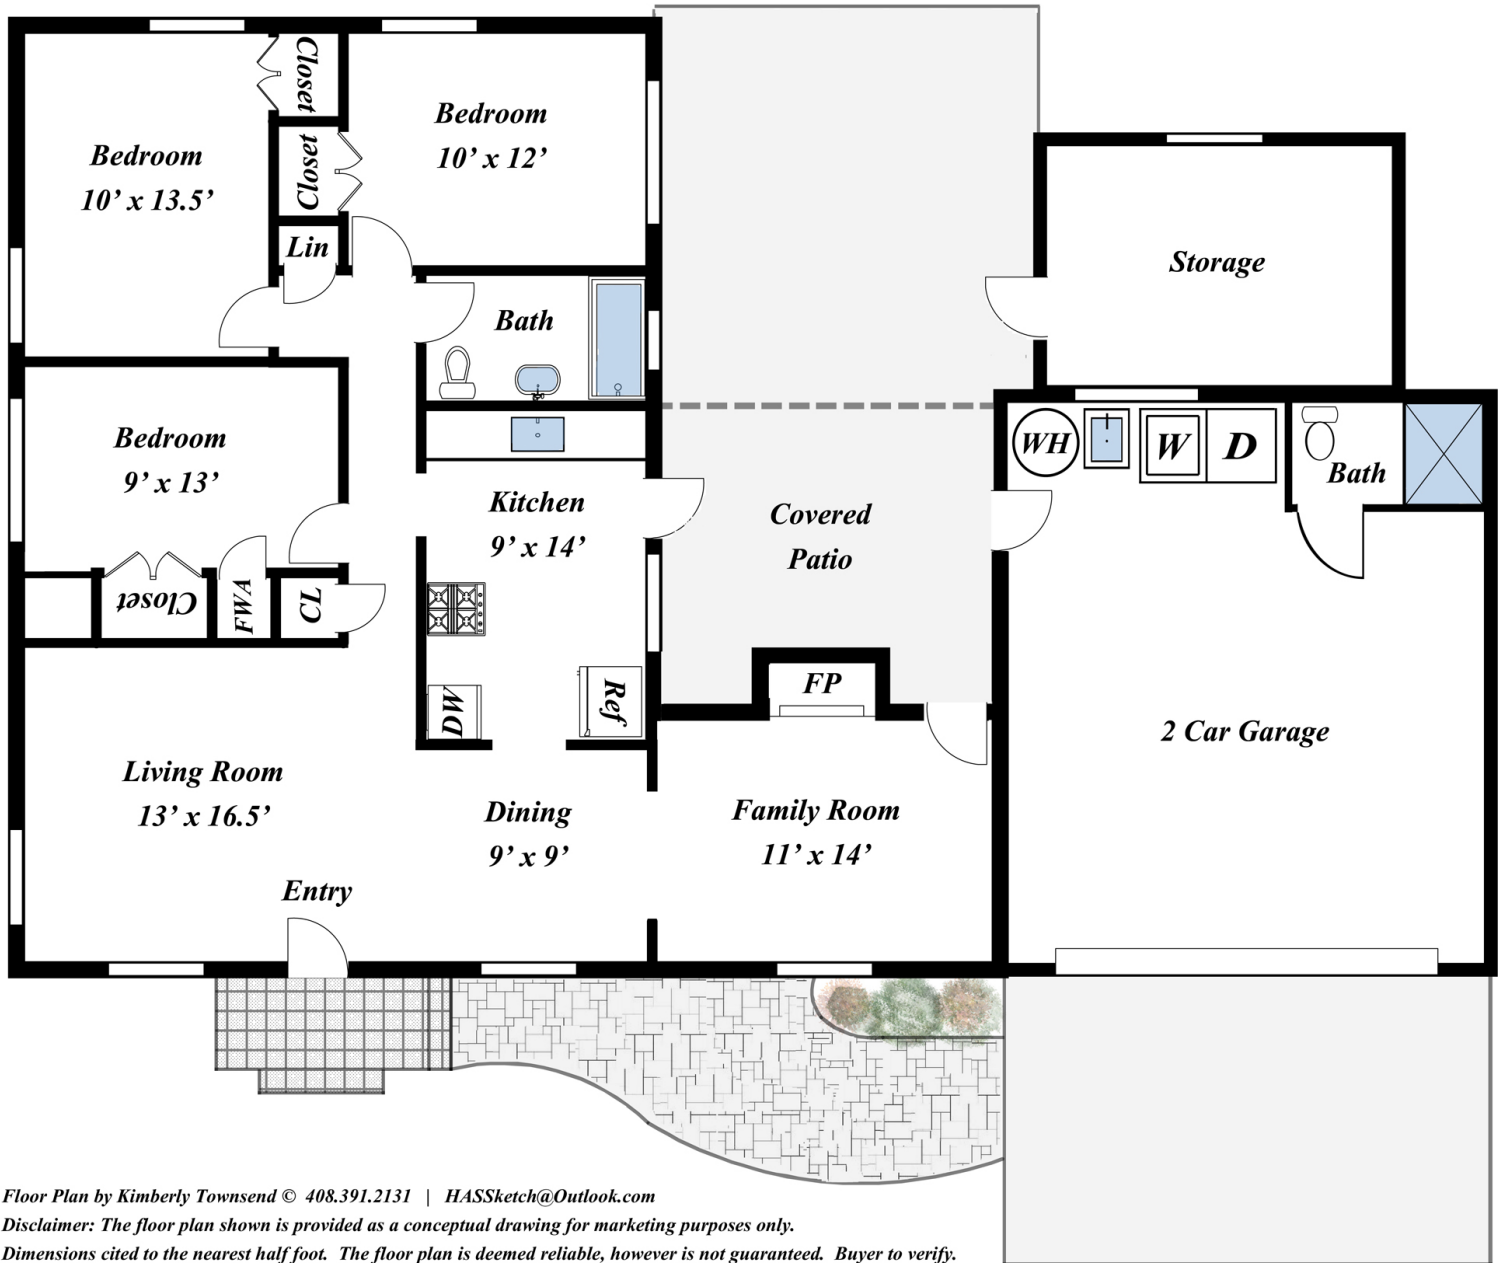 Closet
Bedroom
10’ x 12’
Bedroom
10’ x 13.5’
Closet
Lin
Storage
Bath
Bedroom
9’ x 13’
WH
W
D
Bath
Kitchen
9’ x 14’
Covered
Patio
Closet
FWA
CL
DW
Ref
FP
2 Car Garage
Living Room
13’ x 16.5’
Dining
9’ x 9’
Family Room
11’ x 14’
Entry
Floor Plan by Kimberly Townsend © 408.391.2131 | HASSketch@Outlook.com
Disclaimer: The floor plan shown is provided as a conceptual drawing for marketing purposes only.
Dimensions cited to the nearest half foot. The floor plan is deemed reliable, however is not guaranteed. Buyer to verify.